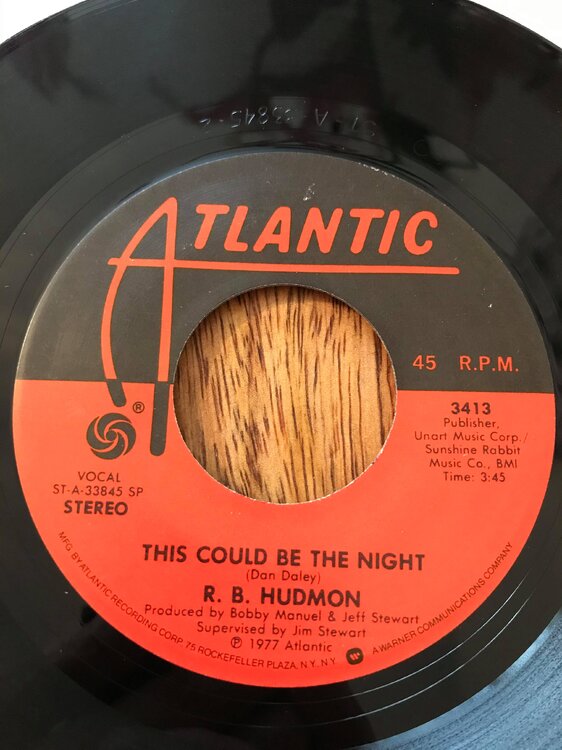 ST-A-33845
ATLANTIC
®
45 R.P.M.
3413
Publisher,
Unart Music Corp./
Sunshine Rabbit
Music Co., BMI
Time: 3:45
VOCAL
ST-A-33845 SP
STEREO
THIS COULD BE THE NIGHT
(Dan Daley)
R. B. HUDMON
Produced by Bobby Manuel & Jeff Stewart
Supervised by Jim Stewart
℗ 1977 Atlantic
MFG. BY ATLANTIC RECORDING CORP. 75 ROCKEFELLER PLAZA, N.Y., N.Y. A WARNER COMMUNICATIONS COMPANY